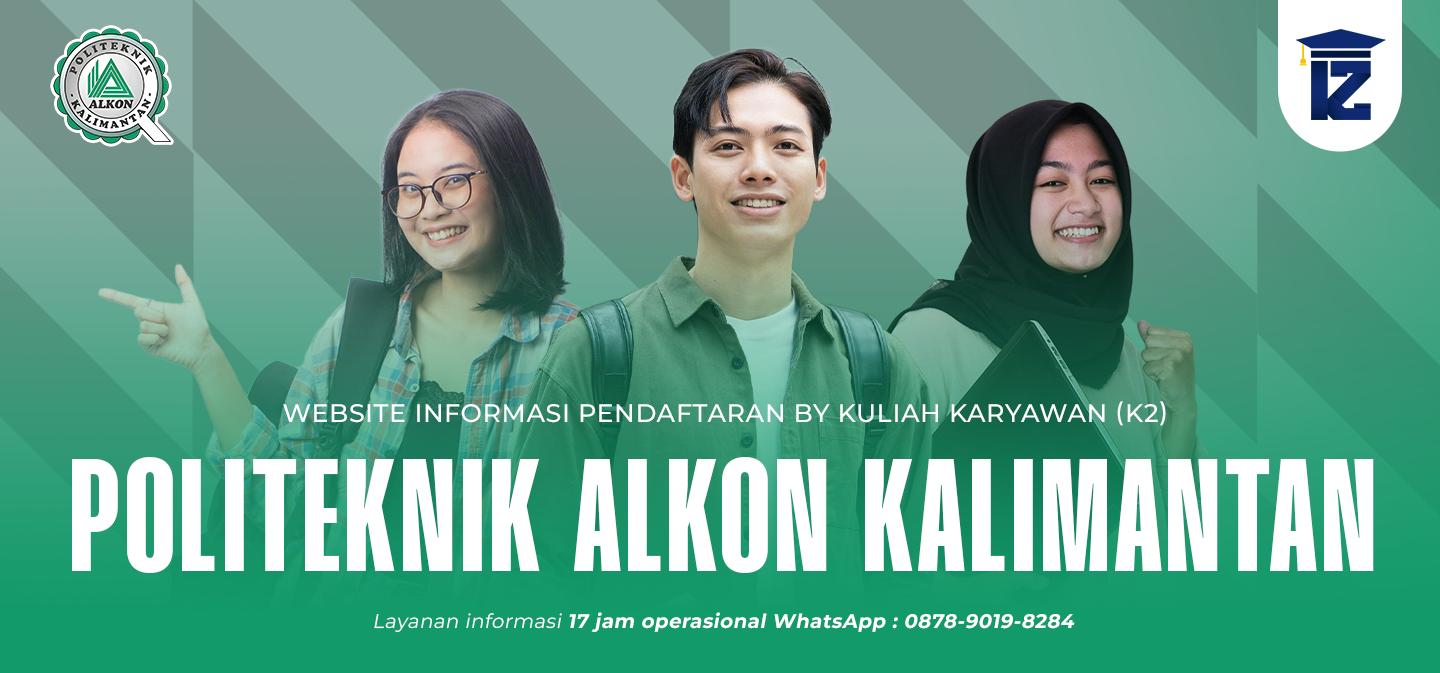 POLITEKNIK
ALKON
KALIMANTAN
KZ
WEBSITE INFORMASI PENDAFTARAN BY KULIAH KARYAWAN (K2)
POLITEKNIK ALKON KALIMANTAN
Layanan informasi 17 jam operasional WhatsApp : 0878-9019-8284